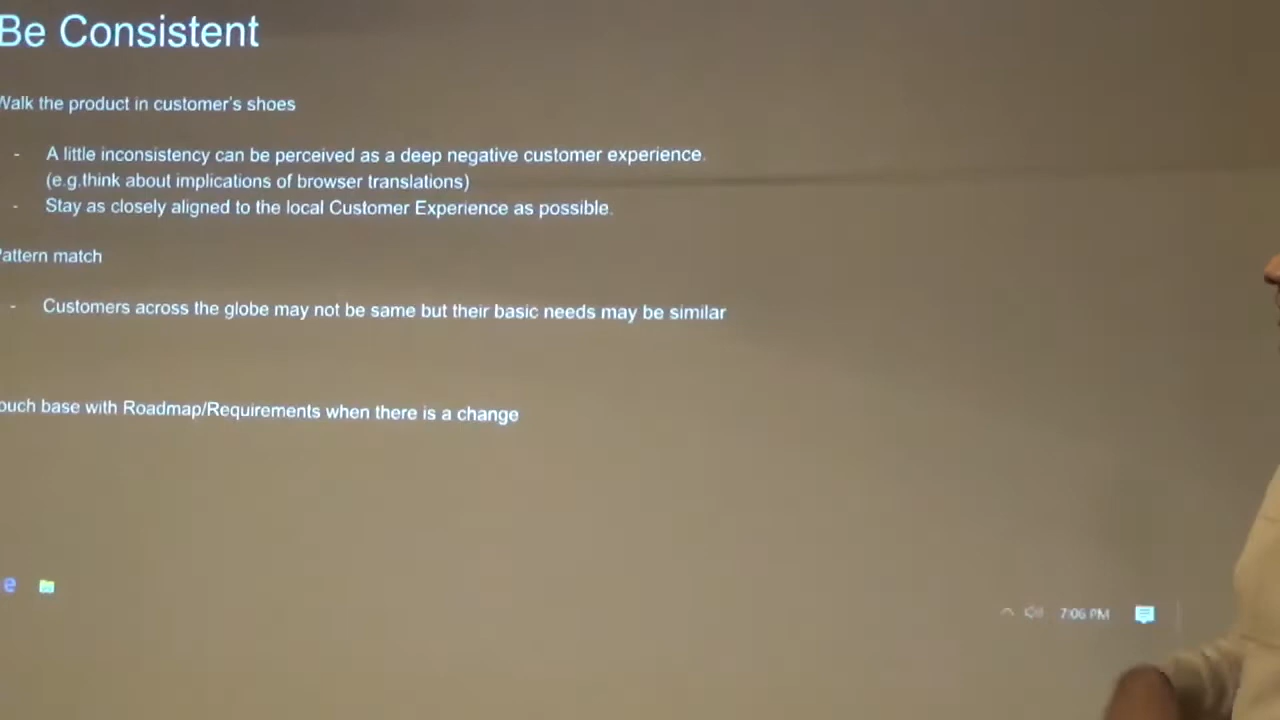 Be Consistent
Walk the product in customer's shoes
- A little inconsistency can be perceived as a deep negative customer experience.
(e.g.think about implications of browser translations)
- Stay as closely aligned to the local Customer Experience as possible.
Pattern match
- Customers across the globe may not be same but their basic needs may be similar
ouch base with Roadmap/Requirements when there is a change
7:06 PM